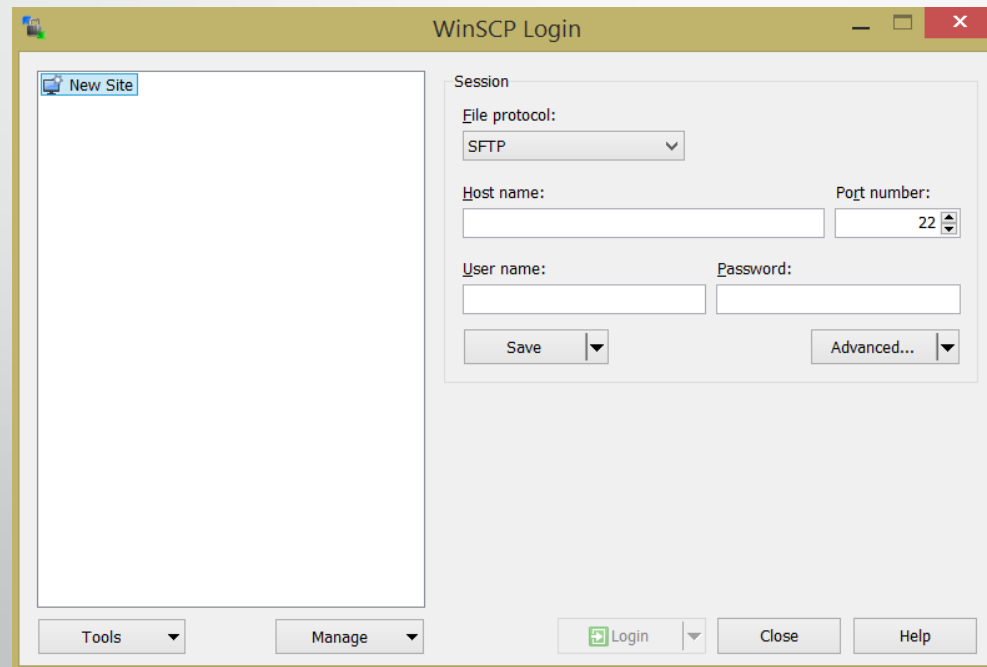 WinSCP Login
New Site
Session
File protocol:
SFTP
Host name:
Port number:
22
User name:
Password:
Save
Advanced...
Tools
Manage
Login
Close
Help